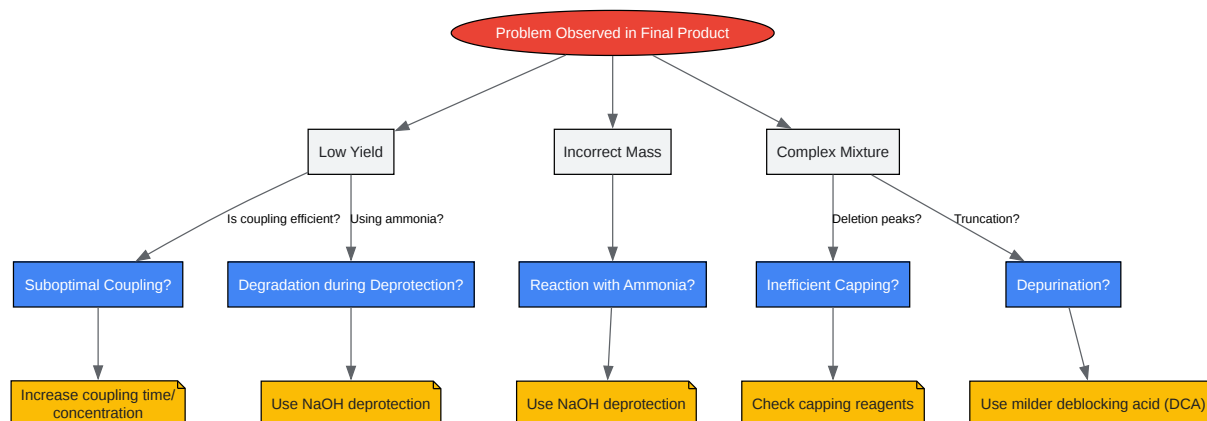 Problem Observed in Final Product
Low Yield
Incorrect Mass
Complex Mixture
Is coupling efficient?
Using ammonia?
Deletion peaks?
Truncation?
Suboptimal Coupling?
Degradation during Deprotection?
Reaction with Ammonia?
Inefficient Capping?
Depurination?
Increase coupling time/
concentration
Use NaOH deprotection
Use NaOH deprotection
Check capping reagents
Use milder deblocking acid (DCA)